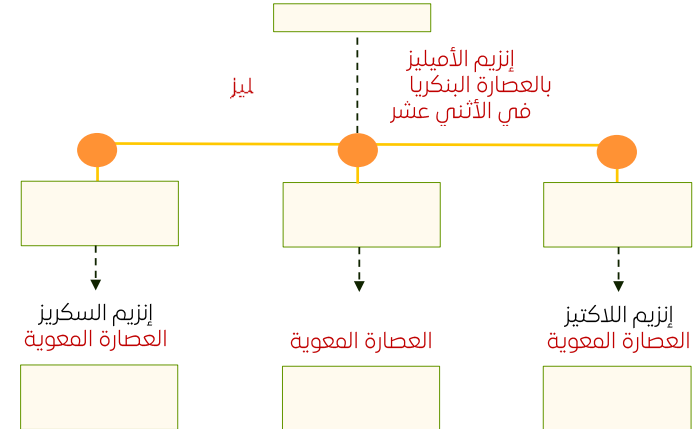 إنزيم الأميليز
بالعصارة البنكريا
في الأثني عشر
ليز
إنزيم السكريز
العصارة المعوية
العصارة المعوية
إنزيم اللاكتيز
العصارة المعوية